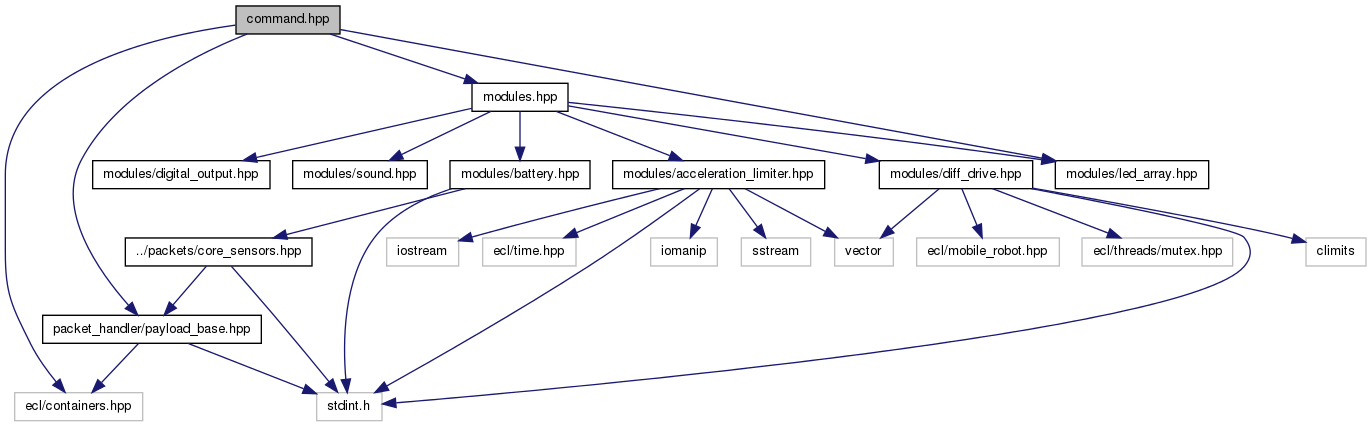 command.hpp
modules.hpp
modules/digital_output.hpp
modules/sound.hpp
modules/battery.hpp
modules/acceleration_limiter.hpp
modules/diff_drive.hpp
modules/led_array.hpp
../packets/core_sensors.hpp
iostream
ecl/time.hpp
iomanip
sstream
vector
ecl/mobile_robot.hpp
ecl/threads/mutex.hpp
climits
packet_handler/payload_base.hpp
ecl/containers.hpp
stdint.h